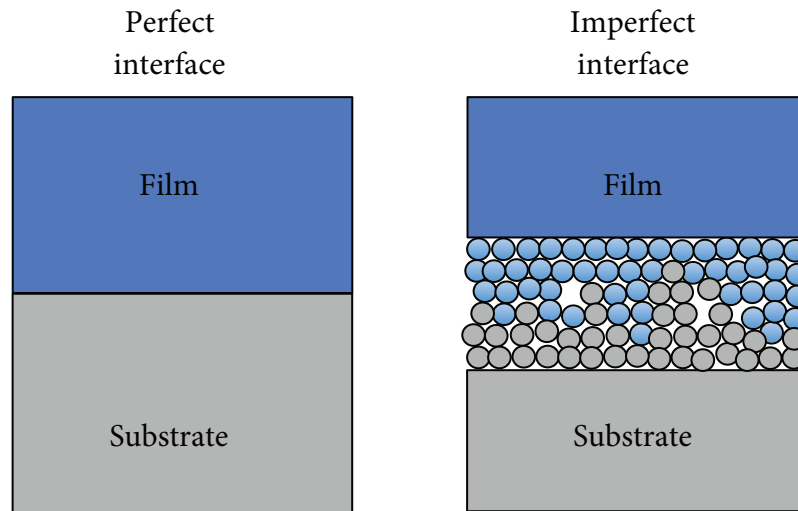 Perfect
interface
Film
Substrate
Imperfect
interface
Film
Substrate